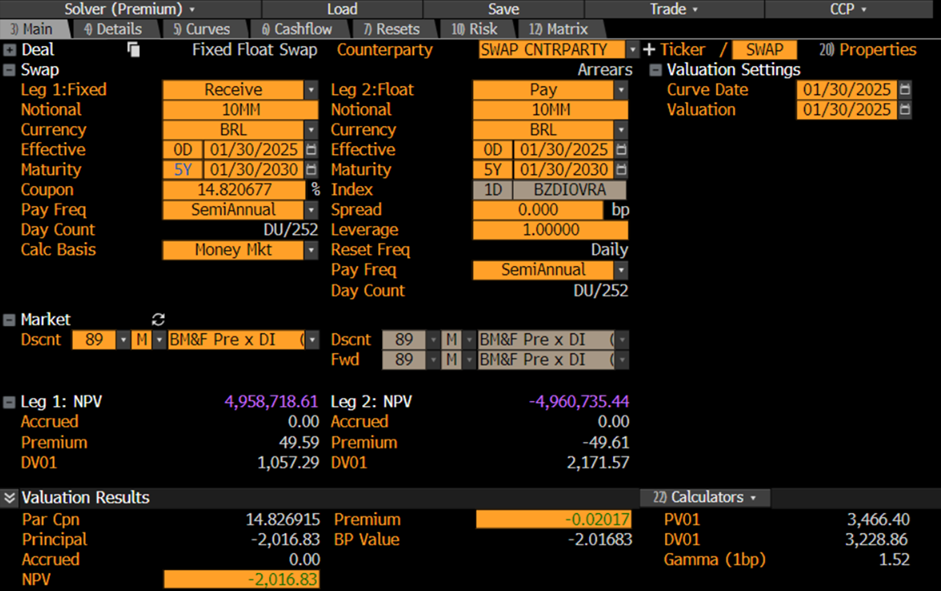 Solver (Premium) Load Save Trade CCP
3) Main 4) Details 5) Curves 6) Cashflow 7) Resets 10) Risk 12) Matrix
Deal Fixed Float Swap Counterparty SWAP CNTRPARTY Ticker / SWAP 20) Properties
Swap Arrears Valuation Settings
Leg 1:Fixed Receive Leg 2:Float Pay Curve Date 01/30/2025
Notional 10MM Notional 10MM Valuation 01/30/2025
Currency BRL Currency BRL
Effective 0D 01/30/2025 Effective 0D 01/30/2025
Maturity 5Y 01/30/2030 Maturity 5Y 01/30/2030
Coupon 14.820677 % Index 1D BZDIOVRA
Pay Freq SemiAnnual Spread 0.000 bp
Day Count DU/252 Leverage 1.00000
Calc Basis Money Mkt Reset Freq Daily
Pay Freq SemiAnnual
Day Count DU/252
Market
Dscnt 89 M BM&F Pre x DI ( Dscnt 89 M BM&F Pre x DI (
Fwd 89 M BM&F Pre x DI (
Leg 1: NPV 4,958,718.61 Leg 2: NPV -4,960,735.44
Accrued 0.00 Accrued 0.00
Premium 49.59 Premium -49.61
DV01 1,057.29 DV01 2,171.57
Valuation Results 22) Calculators
Par Cpn 14.826915 Premium -0.02017 PV01 3,466.40
Principal -2,016.83 BP Value -2.01683 DV01 3,228.86
Accrued 0.00 Gamma (1bp) 1.52
NPV -2,016.83